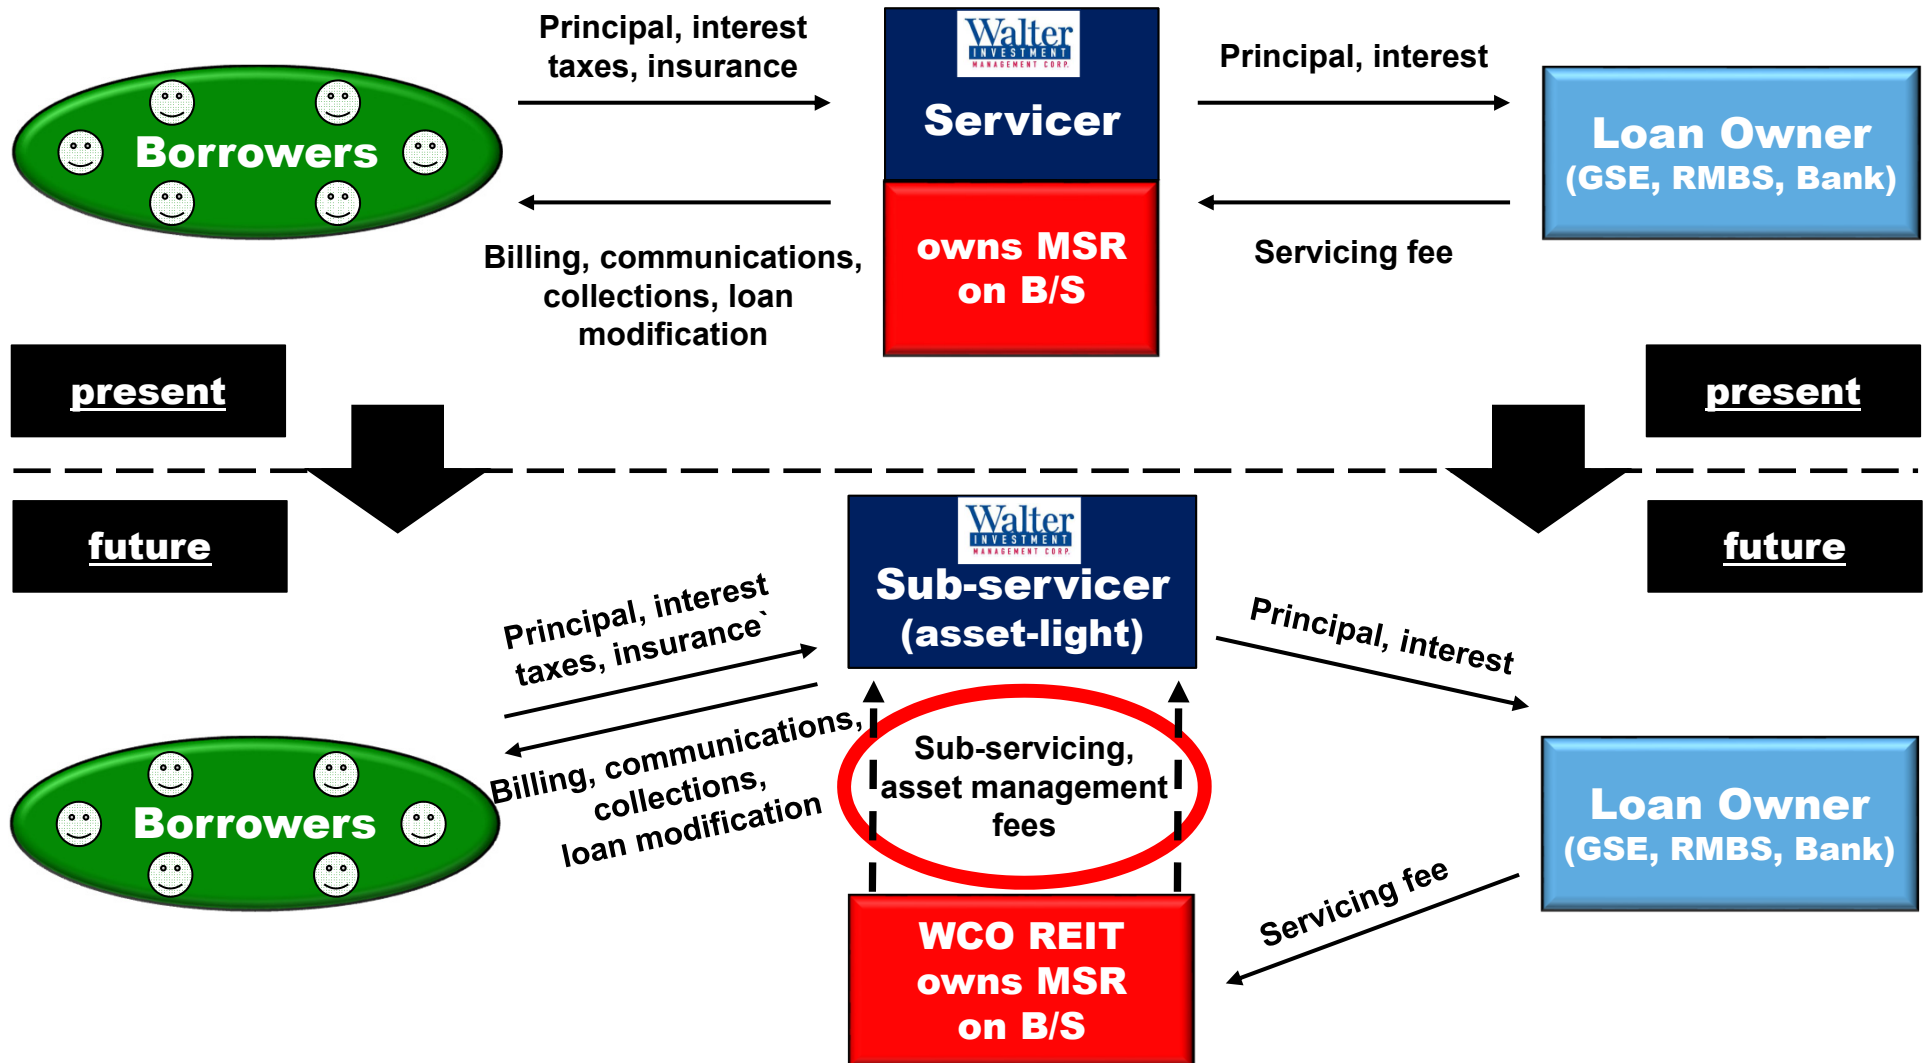 Principal, interest
taxes, insurance
Walter
INVESTMENT
MANAGEMENT CORP.
Servicer
Principal, interest
Borrowers
Loan Owner
(GSE, RMBS, Bank)
Billing, communications,
collections, loan
modification
owns MSR
on B/S
Servicing fee
present
present
future
future
Walter
INVESTMENT
MANAGEMENT CORP.
Sub-servicer
(asset-light)
Principal, interest
taxes, insurance`
Principal, interest
Billing, communications,
collections,
loan modification
Sub-servicing,
asset management
fees
Borrowers
Loan Owner
(GSE, RMBS, Bank)
Servicing fee
WCO REIT
owns MSR
on B/S